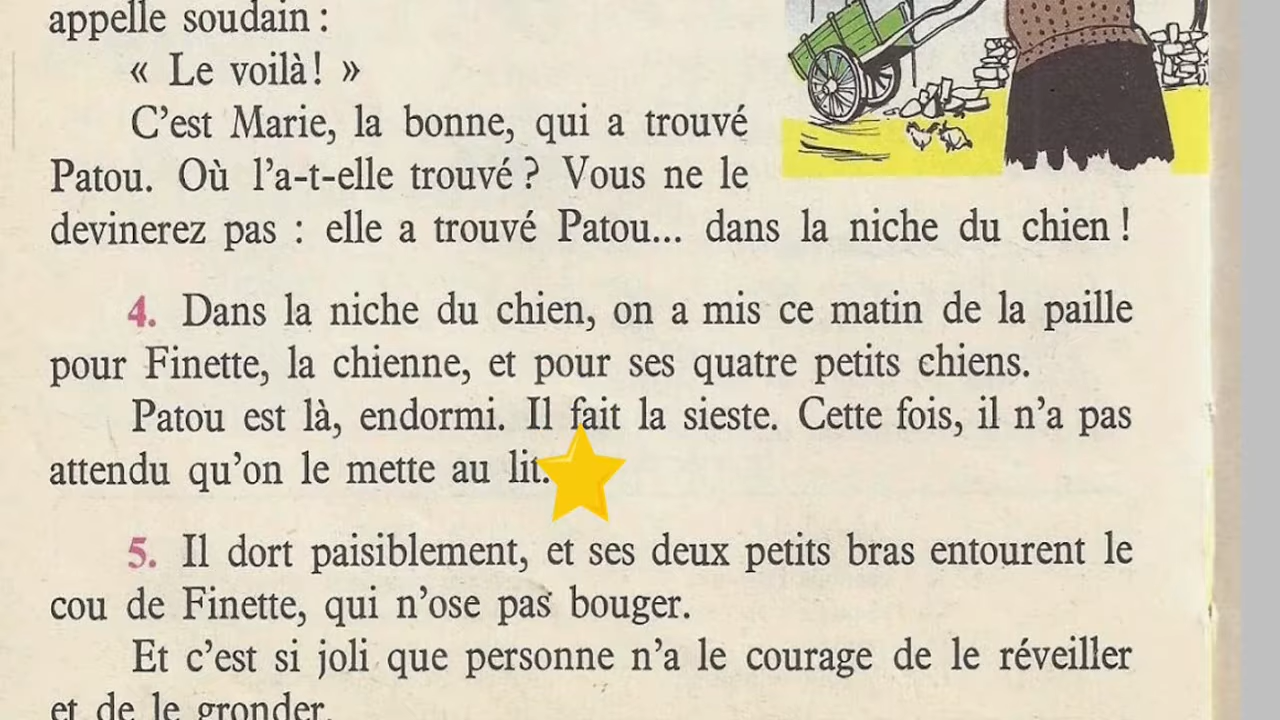 appelle soudain :
« Le voilà! »
C'est Marie, la bonne, qui a trouvé
Patou. Où l'a-t-elle trouvé ? Vous ne le
devinerez pas : elle a trouvé Patou... dans la niche du chien !
4. Dans la niche du chien, on a mis ce matin de la paille
pour Finette, la chienne, et pour ses quatre petits chiens.
Patou est là, endormi. Il fait la sieste. Cette fois, il n'a pas
attendu qu'on le mette au lit.
5. Il dort paisiblement, et ses deux petits bras entourent le
cou de Finette, qui n'ose pas bouger.
Et c'est si joli que personne n'a le courage de le réveiller
et de le gronder.